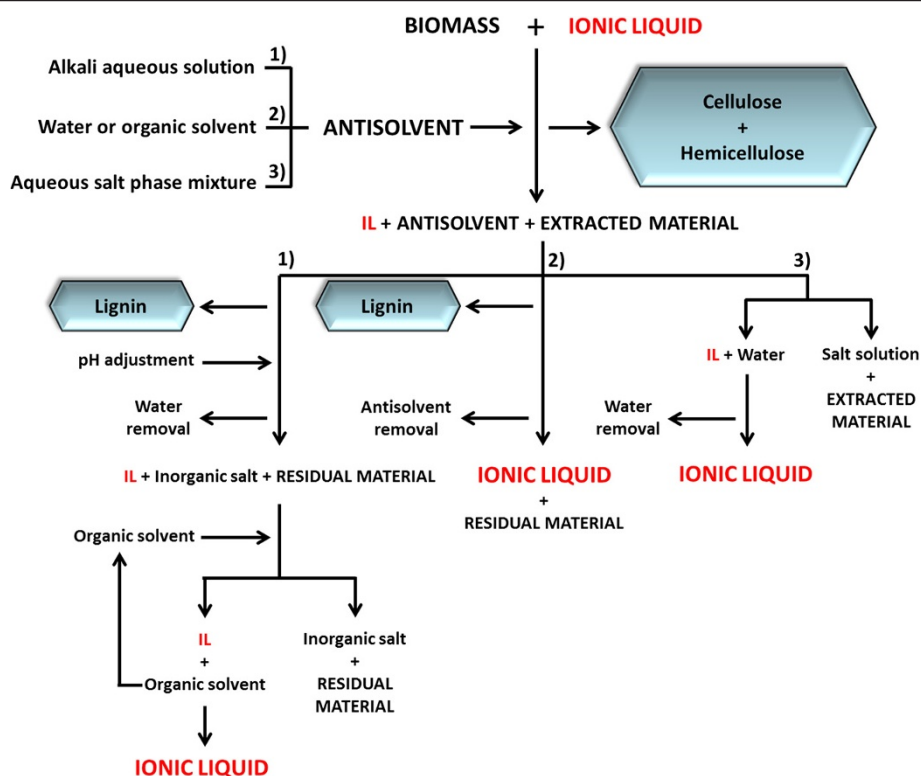 BIOMASS + IONIC LIQUID
1)
Alkali aqueous solution
2)
Water or organic solvent
3)
Aqueous salt phase mixture
ANTISOLVENT
Cellulose
+
Hemicellulose
IL + ANTISOLVENT + EXTRACTED MATERIAL
1)
Lignin
pH adjustment
Water
removal
IL + Inorganic salt + RESIDUAL MATERIAL
Organic solvent
IL
+
Organic solvent
IONIC LIQUID
Inorganic salt
+
RESIDUAL
MATERIAL
2)
Lignin
Antisolvent
removal
IONIC LIQUID
+
RESIDUAL MATERIAL
3)
IL + Water
Water
removal
IONIC LIQUID
Salt solution
+
EXTRACTED
MATERIAL